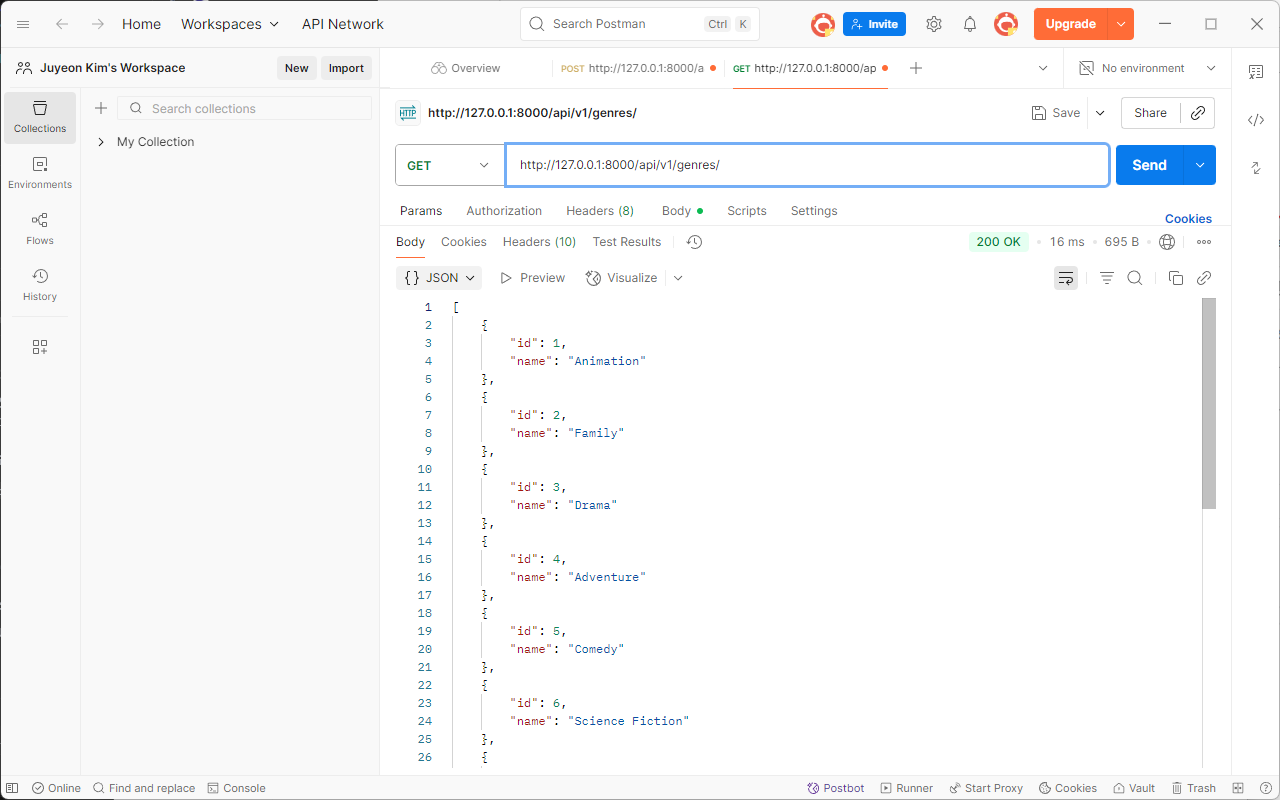 Home Workspaces API Network Search Postman Ctrl K Invite Upgrade
Juyeon Kim's Workspace New Import
Overview POST http://127.0.0.1:8000/a GET http://127.0.0.1:8000/ap No environment
Collections
Environments
Flows
History
Search collections
My Collection
HTTP http://127.0.0.1:8000/api/v1/genres/ Save Share
GET http://127.0.0.1:8000/api/v1/genres/ Send
Params Authorization Headers (8) Body Scripts Settings Cookies
Body Cookies Headers (10) Test Results 200 OK 16 ms 695 B
{} JSON Preview Visualize
1 [
2 {
3 "id": 1,
4 "name": "Animation"
5 },
6 {
7 "id": 2,
8 "name": "Family"
9 },
10 {
11 "id": 3,
12 "name": "Drama"
13 },
14 {
15 "id": 4,
16 "name": "Adventure"
17 },
18 {
19 "id": 5,
20 "name": "Comedy"
21 },
22 {
23 "id": 6,
24 "name": "Science Fiction"
25 },
26 {
Online Find and replace Console Postbot Runner Start Proxy Cookies Vault Trash